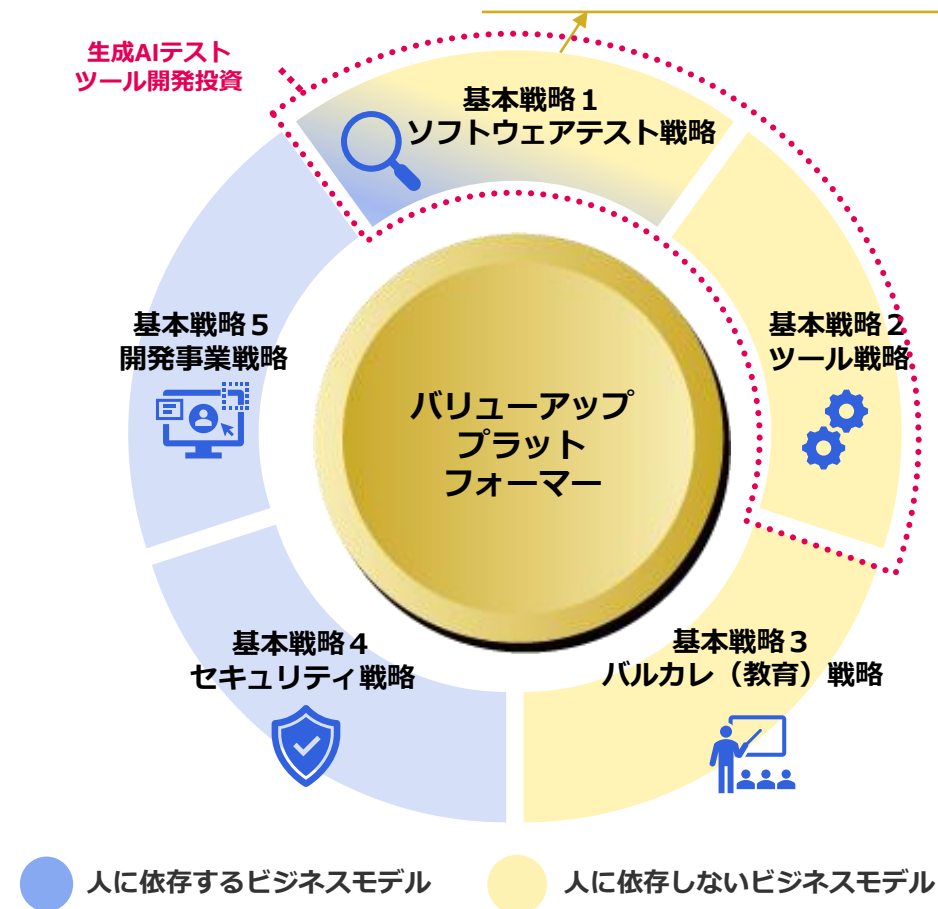 生成AIテスト
ツール開発投資
基本戦略１
ソフトウェアテスト戦略
基本戦略２
ツール戦略
基本戦略５
開発事業戦略
バリューアップ
プラット
フォーマー
基本戦略３
バルカレ（教育）戦略
基本戦略４
セキュリティ戦略
人に依存するビジネスモデル
人に依存しないビジネスモデル